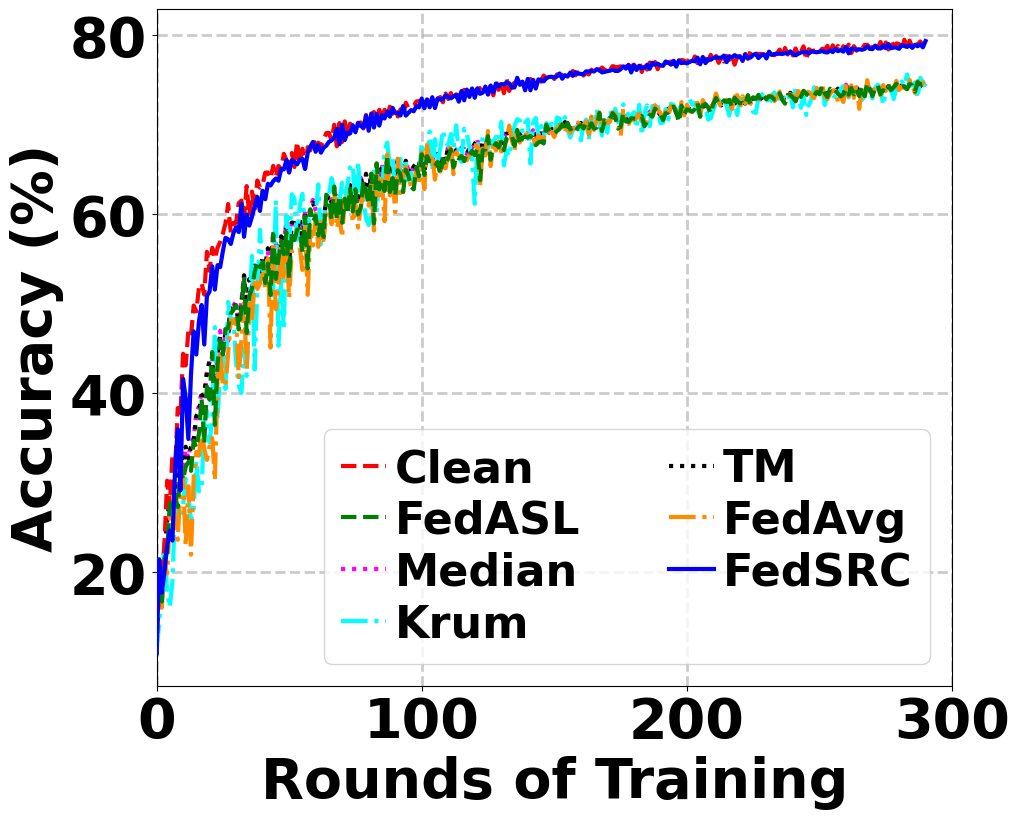 80
60
40
20
Accuracy (%)
Clean
FedASL
Median
Krum
TM
FedAvg
FedSRC
0 100 200 300
Rounds of Training